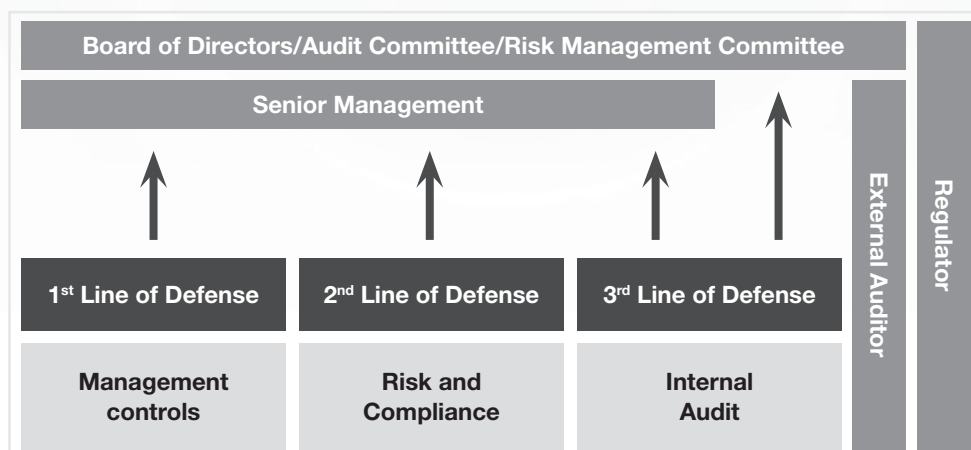 Board of Directors/Audit Committee/Risk Management Committee
Senior Management
1st Line of Defense
2nd Line of Defense
3rd Line of Defense
Management
controls
Risk and
Compliance
Internal
Audit
External Auditor
Regulator